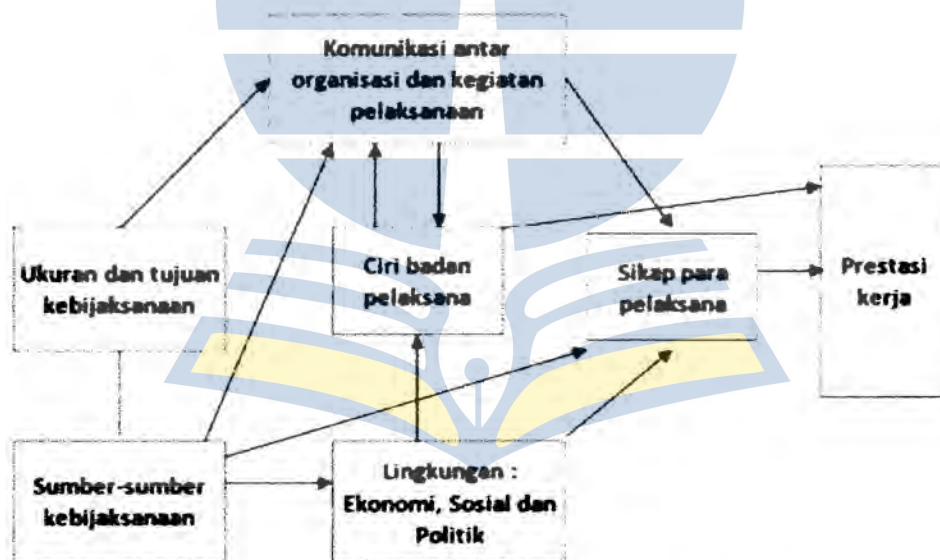 Komunikasi antar
organisasi dan kegiatan
pelaksanaan
Ukuran dan tujuan
kebijaksanaan
Ciri badan
pelaksana
Sikap para
pelaksana
Prestasi
kerja
Sumber-sumber
kebijaksanaan
Lingkungan :
Ekonomi, Sosial dan
Politik